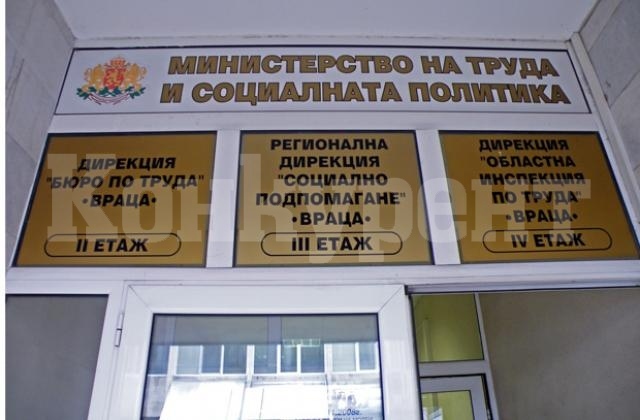 МИНИСТЕРСТВО НА ТРУДА
И СОЦИАЛНАТА ПОЛИТИКА
ДИРЕКЦИЯ
"БЮРО ПО ТРУДА"
•ВРАЦА•
II ЕТАЖ
РЕГИОНАЛНА
ДИРЕКЦИЯ
"СОЦИАЛНО
ПОДПОМАГАНЕ"
•ВРАЦА•
III ЕТАЖ
ДИРЕКЦИЯ
"ОБЛАСТНА
ИНСПЕКЦИЯ
ПО ТРУДА"
•ВРАЦА•
IV ЕТАЖ
Конкурент